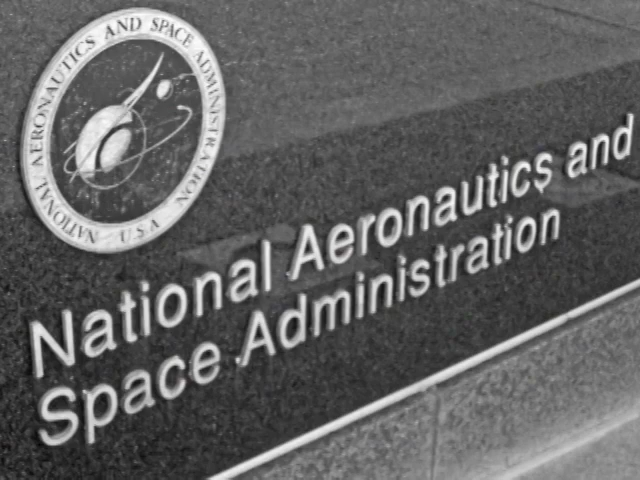 NATIONAL AERONAUTICS AND SPACE ADMINISTRATION
U.S.A
National Aeronautics and
Space Administration